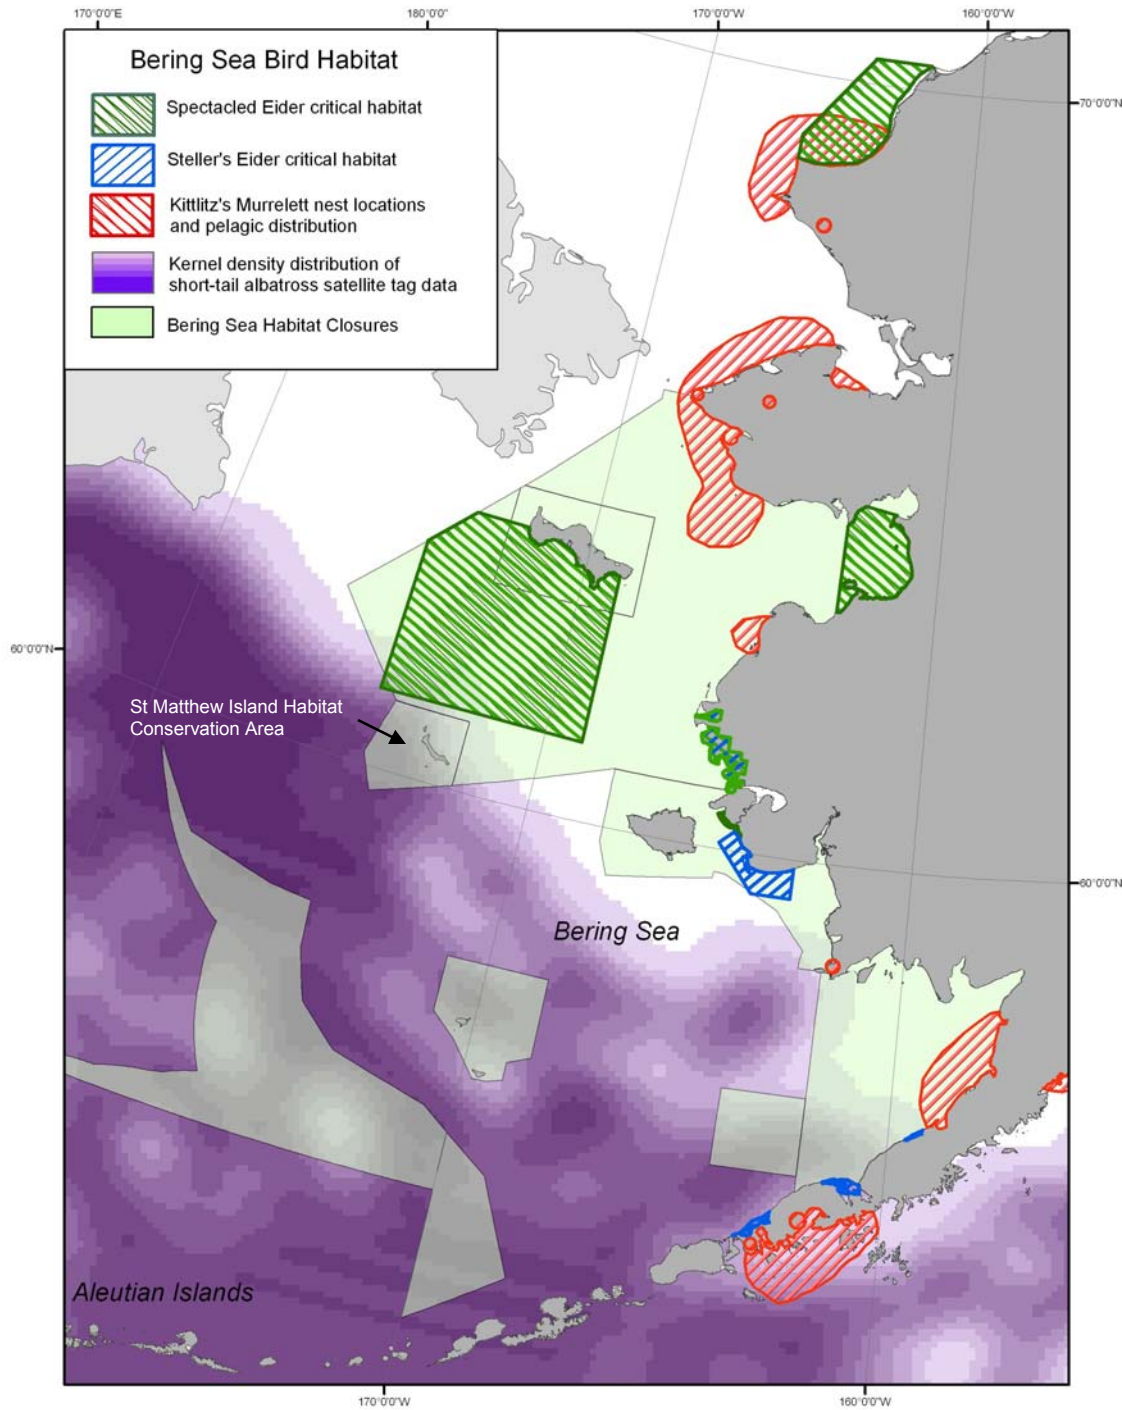 170°0'0"E
180°0'0"
170°0'0"W
160°0'0"W
Bering Sea Bird Habitat
Spectacled Eider critical habitat
Steller's Eider critical habitat
Kittlitz's Murrelett nest locations
and pelagic distribution
Kernel density distribution of
short-tail albatross satellite tag data
Bering Sea Habitat Closures
70°0'0"N
60°0'0"N
St Matthew Island Habitat
Conservation Area
60°0'0"N
Bering Sea
Aleutian Islands
170°0'0"W
160°0'0"W